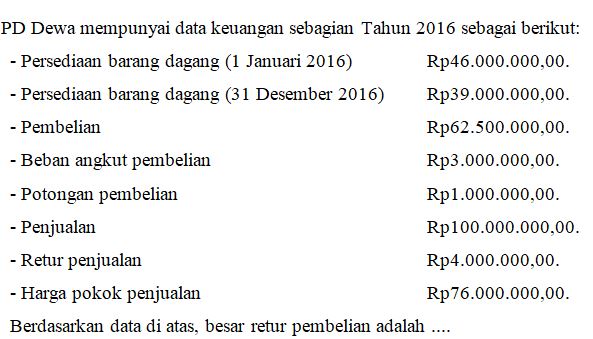 PD Dewa mempunyai data keuangan sebagian Tahun 2016 sebagai berikut:
- Persediaan barang dagang (1 Januari 2016) Rp46.000.000,00.
- Persediaan barang dagang (31 Desember 2016) Rp39.000.000,00.
- Pembelian Rp62.500.000,00.
- Beban angkut pembelian Rp3.000.000,00.
- Potongan pembelian Rp1.000.000,00.
- Penjualan Rp100.000.000,00.
- Retur penjualan Rp4.000.000,00.
- Harga pokok penjualan Rp76.000.000,00.
Berdasarkan data di atas, besar retur pembelian adalah ....